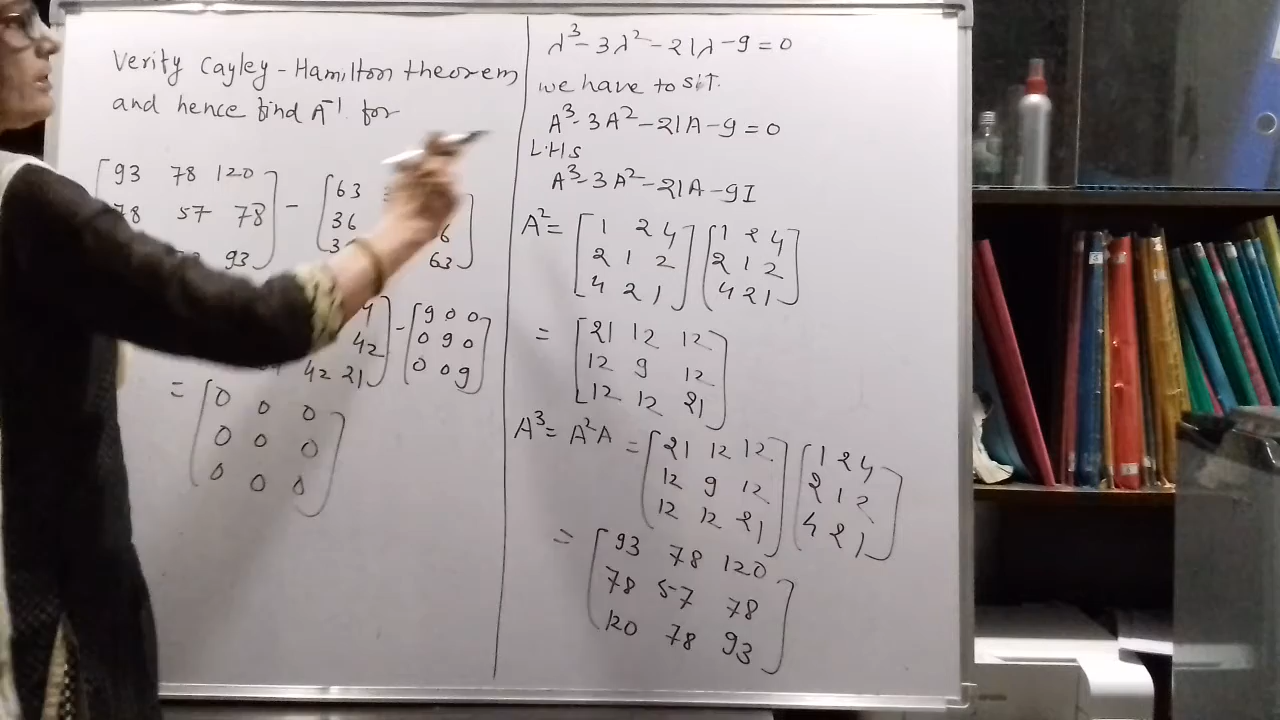 Verify Cayley-Hamilton theorem
and hence find A⁻¹. for
[93 78 120] - [63
78 57 78 36
93] 6
63]
4] - [9 0 0
42 0 9 0
42 21] 0 0 9]
= [0 0 0
0 0 0
0 0 0]
λ³-3λ²-21λ-9=0
we have to S.T.
A³-3A²-21A-9=0
L.H.S
A³-3A²-21A-9I
A²= [1 2 4] [1 2 4]
2 1 2 2 1 2
4 2 1 4 2 1
= [21 12 12]
12 9 12
12 12 21
A³= A²A = [21 12 12] [1 2 4]
12 9 12 2 1 2
12 12 21 4 2 1
= [93 78 120]
78 57 78
120 78 93